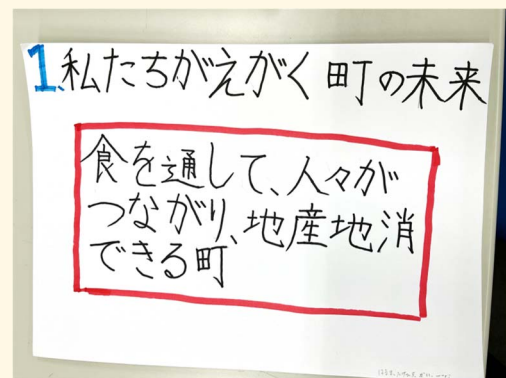 1、私たちがえがく町の未来
食を通して、人々が
つながり、地産地消
できる町